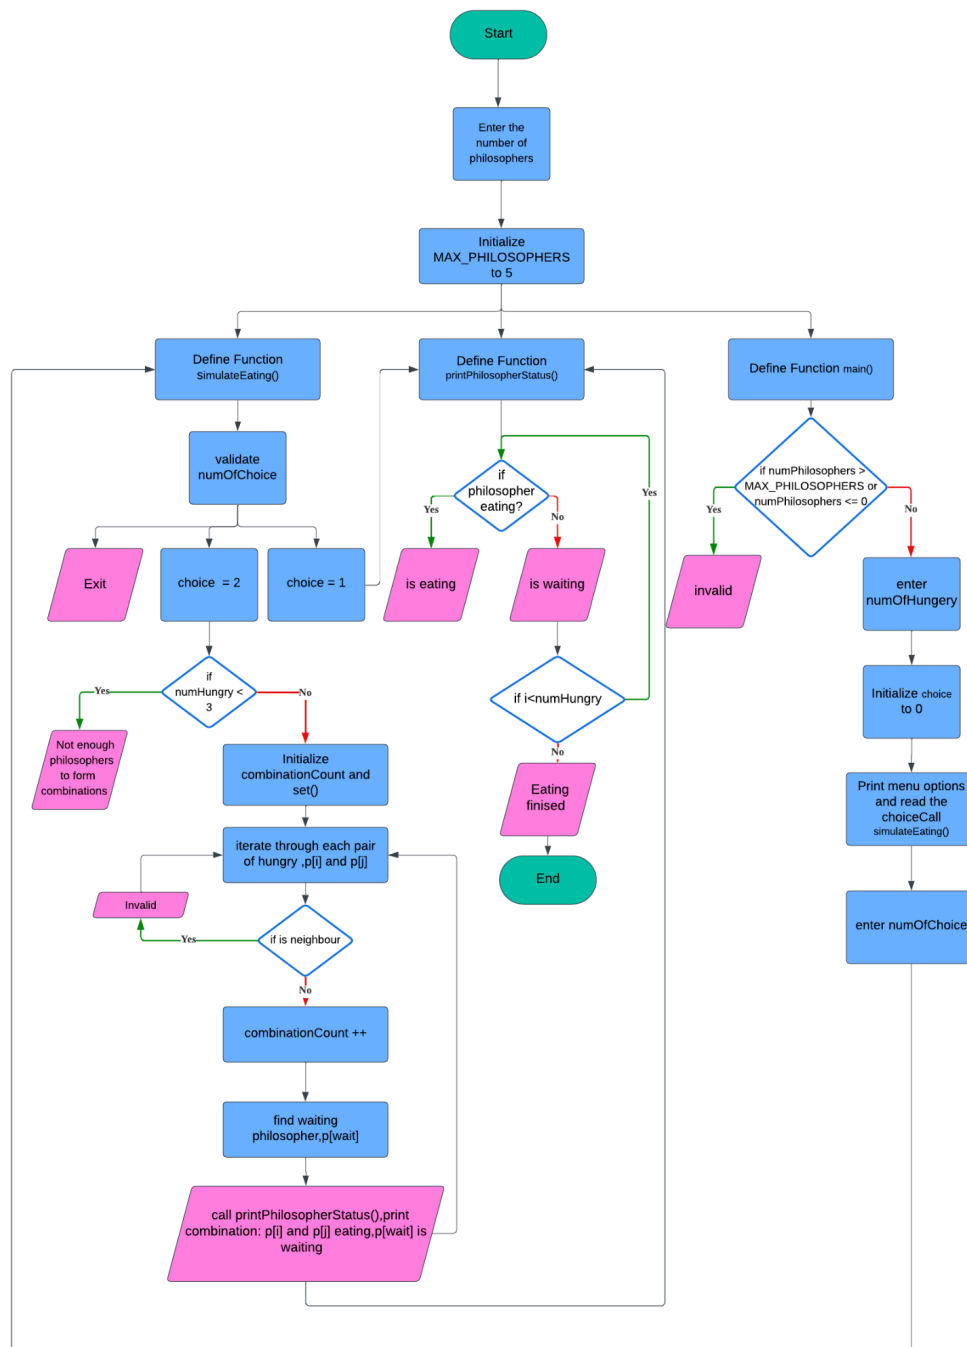 Start
Enter the
number of
philosophers
Initialize
MAX_PHILOSOPHERS
to 5
Define Function
simulateEating()
Define Function
printPhilosopherStatus()
Define Function main()
validate
numOfChoice
if
philosopher
eating?
if numPhilosophers >
MAX_PHILOSOPHERS or
numPhilosophers <= 0
Yes
No
Yes
Yes
No
Exit
choice = 2
choice = 1
is eating
is waiting
invalid
enter
numOfHungery
if
numHungry <
3
Yes
No
if i<numHungry
Initialize choice
to 0
Not enough
philosophers
to form
combinations
Initialize
combinationCount and
set()
No
Eating
finised
Print menu options
and read the
choiceCall
simulateEating()
iterate through each pair
of hungry ,p[i] and p[j]
End
Invalid
if is neighbour
Yes
No
enter numOfChoice
combinationCount ++
find waiting
philosopher,p[wait]
call printPhilosopherStatus(),print
combination: p[i] and p[j] eating,p[wait] is
waiting